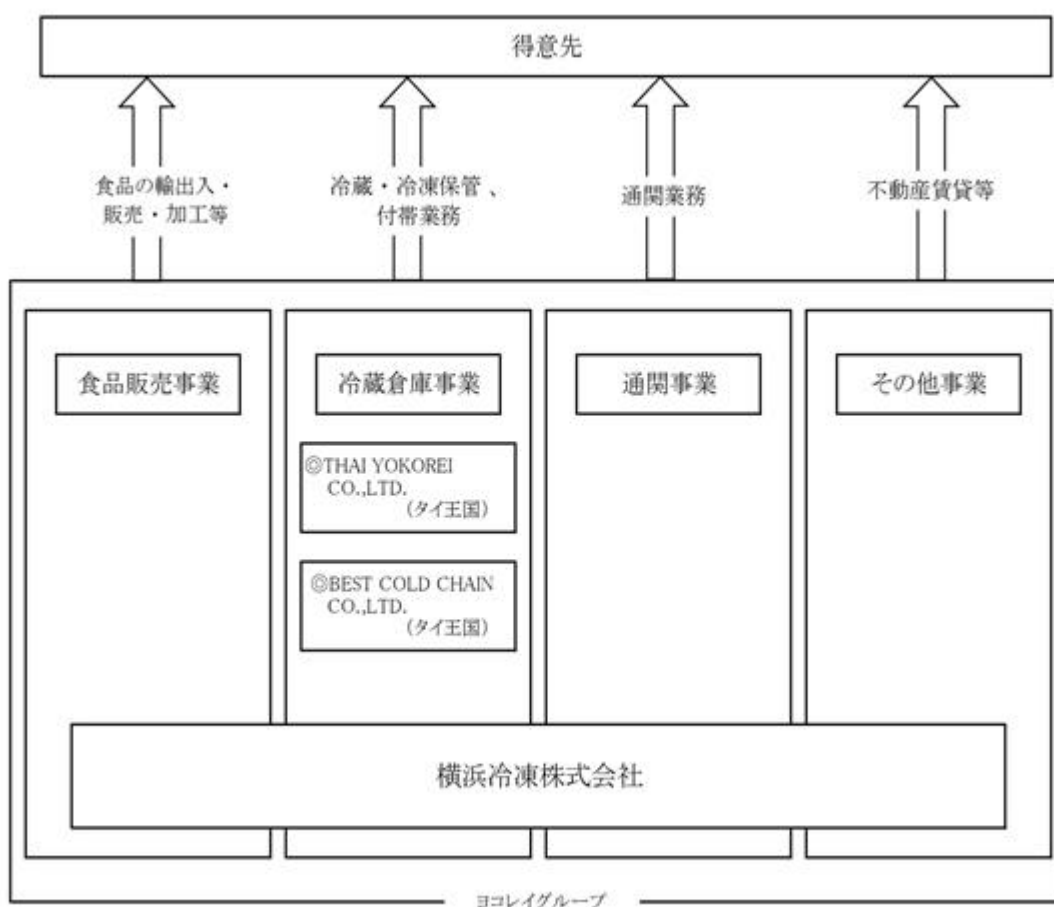 得意先
食品の輸出入・
販売・加工等
冷蔵・冷凍保管、
付帯業務
通関業務
不動産賃貸等
食品販売事業
冷蔵倉庫事業
通関事業
その他事業
◎THAI YOKOREI
CO.,LTD.
(タイ王国)
◎BEST COLD CHAIN
CO.,LTD.
(タイ王国)
横浜冷凍株式会社
ヨコレイグループ